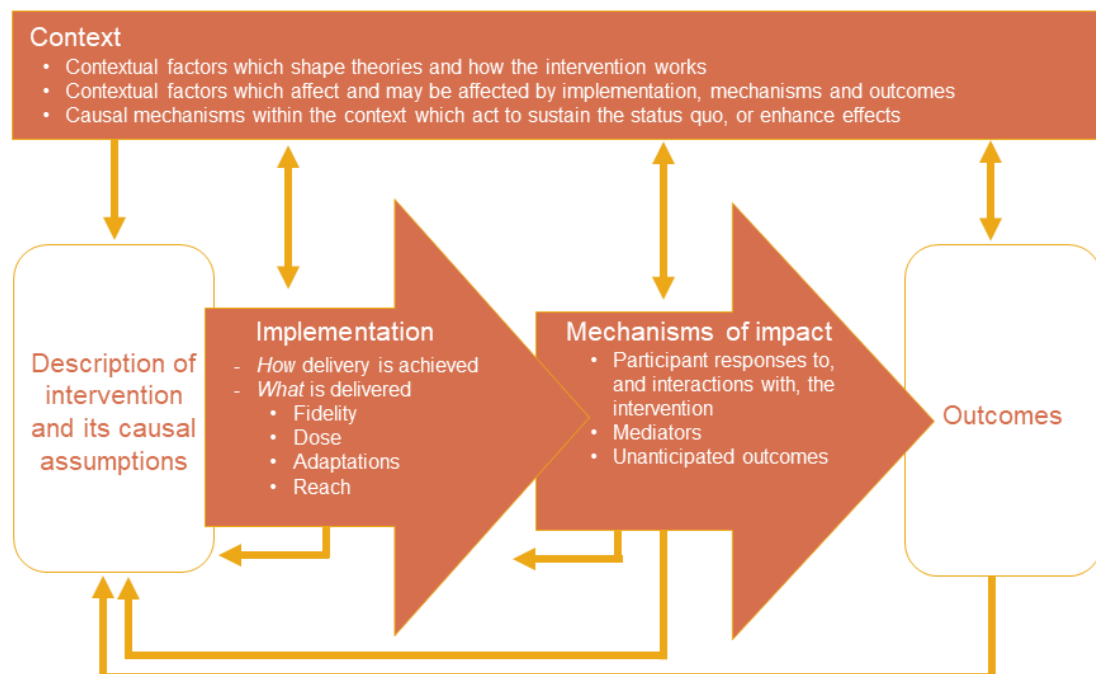 Context
• Contextual factors which shape theories and how the intervention works
• Contextual factors which affect and may be affected by implementation, mechanisms and outcomes
• Causal mechanisms within the context which act to sustain the status quo, or enhance effects
Description of
intervention
and its causal
assumptions
Implementation
- How delivery is achieved
- What is delivered
• Fidelity
• Dose
• Adaptations
• Reach
Mechanisms of impact
• Participant responses to,
and interactions with, the
intervention
• Mediators
• Unanticipated outcomes
Outcomes